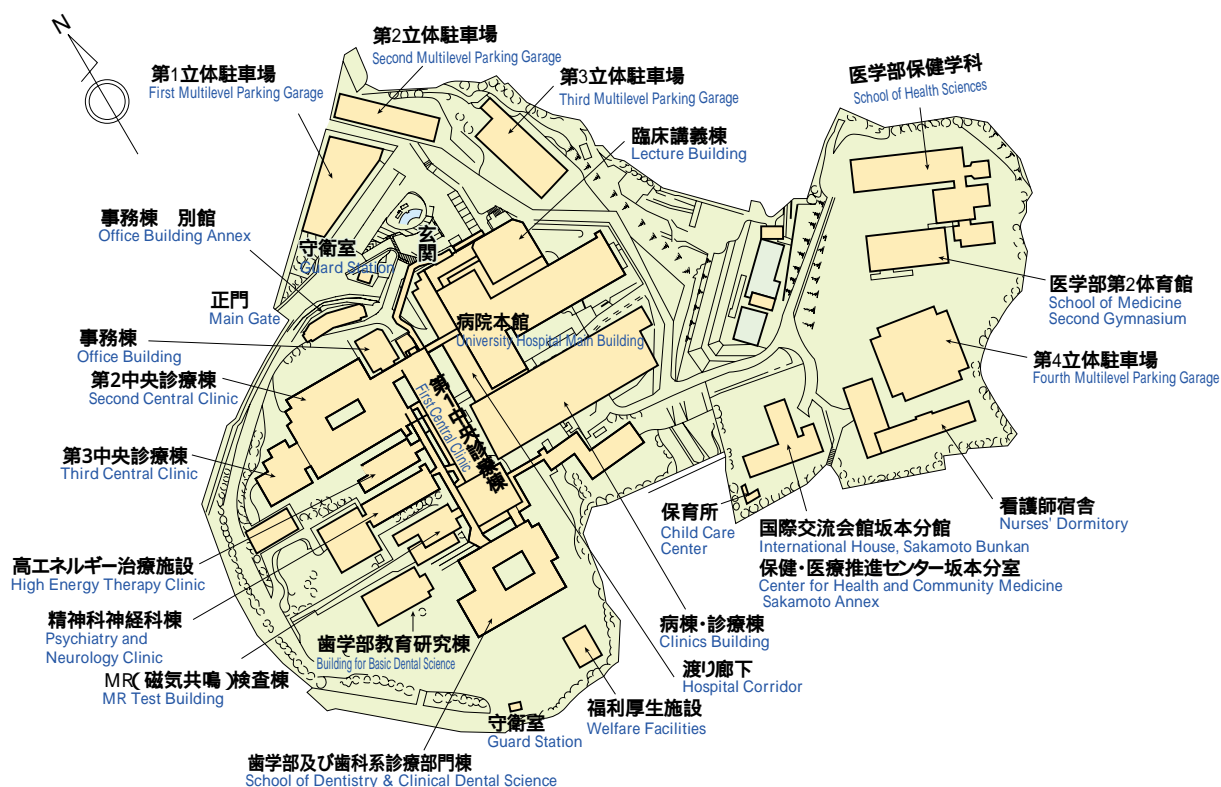 N
第2立体駐車場
Second Multilevel Parking Garage
第1立体駐車場
First Multilevel Parking Garage
第3立体駐車場
Third Multilevel Parking Garage
医学部保健学科
School of Health Sciences
臨床講義棟
Lecture Building
事務棟　別館
Office Building Annex
守衛室
Guard Station
玄関
正門
Main Gate
医学部第2体育館
School of Medicine
Second Gymnasium
病院本館
University Hospital Main Building
事務棟
Office Building
第4立体駐車場
Fourth Multilevel Parking Garage
第2中央診療棟
Second Central Clinic
第1中央診療棟
First Central Clinic
第3中央診療棟
Third Central Clinic
保育所
Child Care
Center
国際交流会館坂本分館
International House, Sakamoto Bunkan
保健・医療推進センター坂本分室
Center for Health and Community Medicine
Sakamoto Annex
看護師宿舎
Nurses' Dormitory
高エネルギー治療施設
High Energy Therapy Clinic
精神科神経科棟
Psychiatry and
Neurology Clinic
歯学部教育研究棟
Building for Basic Dental Science
病棟・診療棟
Clinics Building
渡り廊下
Hospital Corridor
MR(磁気共鳴)検査棟
MR Test Building
福利厚生施設
Welfare Facilities
守衛室
Guard Station
歯学部及び歯科系診療部門棟
School of Dentistry & Clinical Dental Science